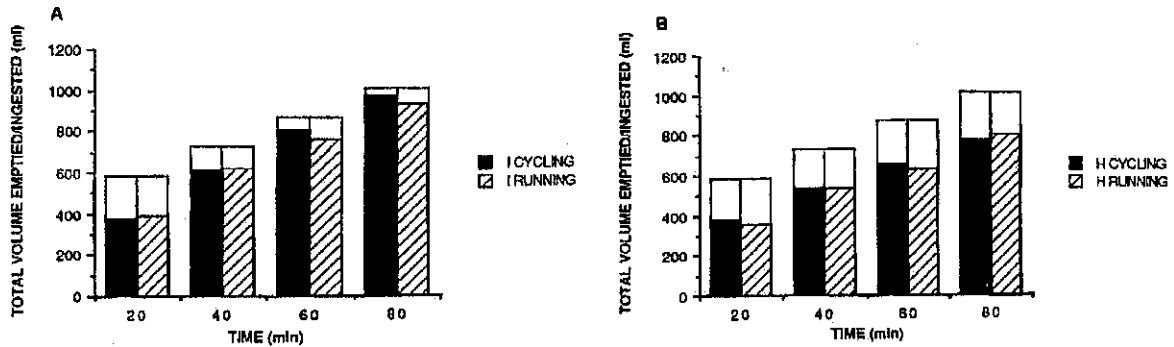 A
TOTAL VOLUME EMPTIED/INGESTED (ml)
1200
1000
800
600
400
200
0
20 40 60 80
TIME (min)
I CYCLING
I RUNNING
B
TOTAL VOLUME EMPTIED/INGESTED (ml)
1200
1000
800
600
400
200
0
20 40 60 80
TIME (min)
H CYCLING
H RUNNING